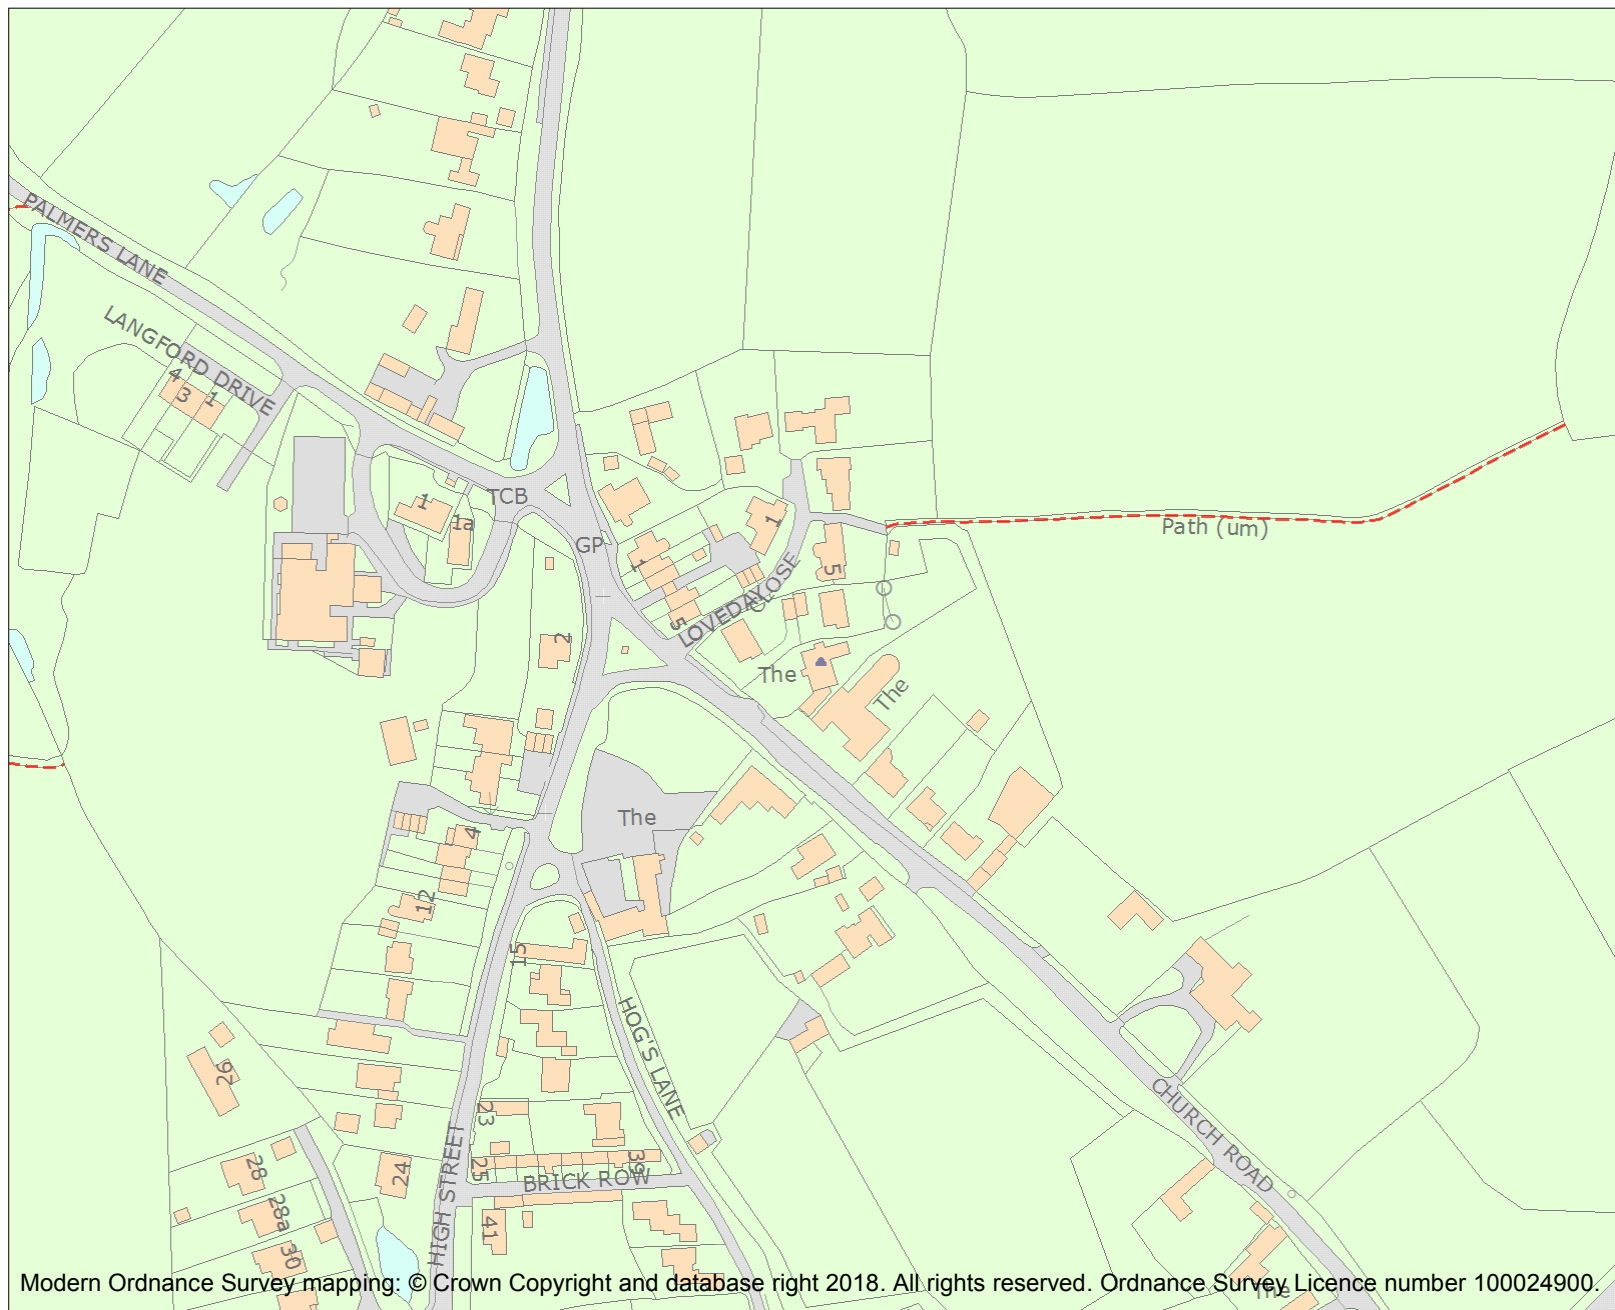 PALMERS LANE
LANGFORD DRIVE
4
3
1
TCB
1
1a
GP
1
1
5
5
LOVEDAY
LOSE
Path (um)
2
The
The
The
4
12
15
HOG'S LANE
26
23
25
39
BRICK ROW
24
28
28a
30
41
HIGH STREET
CHURCH ROAD
The
Modern Ordnance Survey mapping: © Crown Copyright and database right 2018. All rights reserved. Ordnance Survey Licence number 100024900.